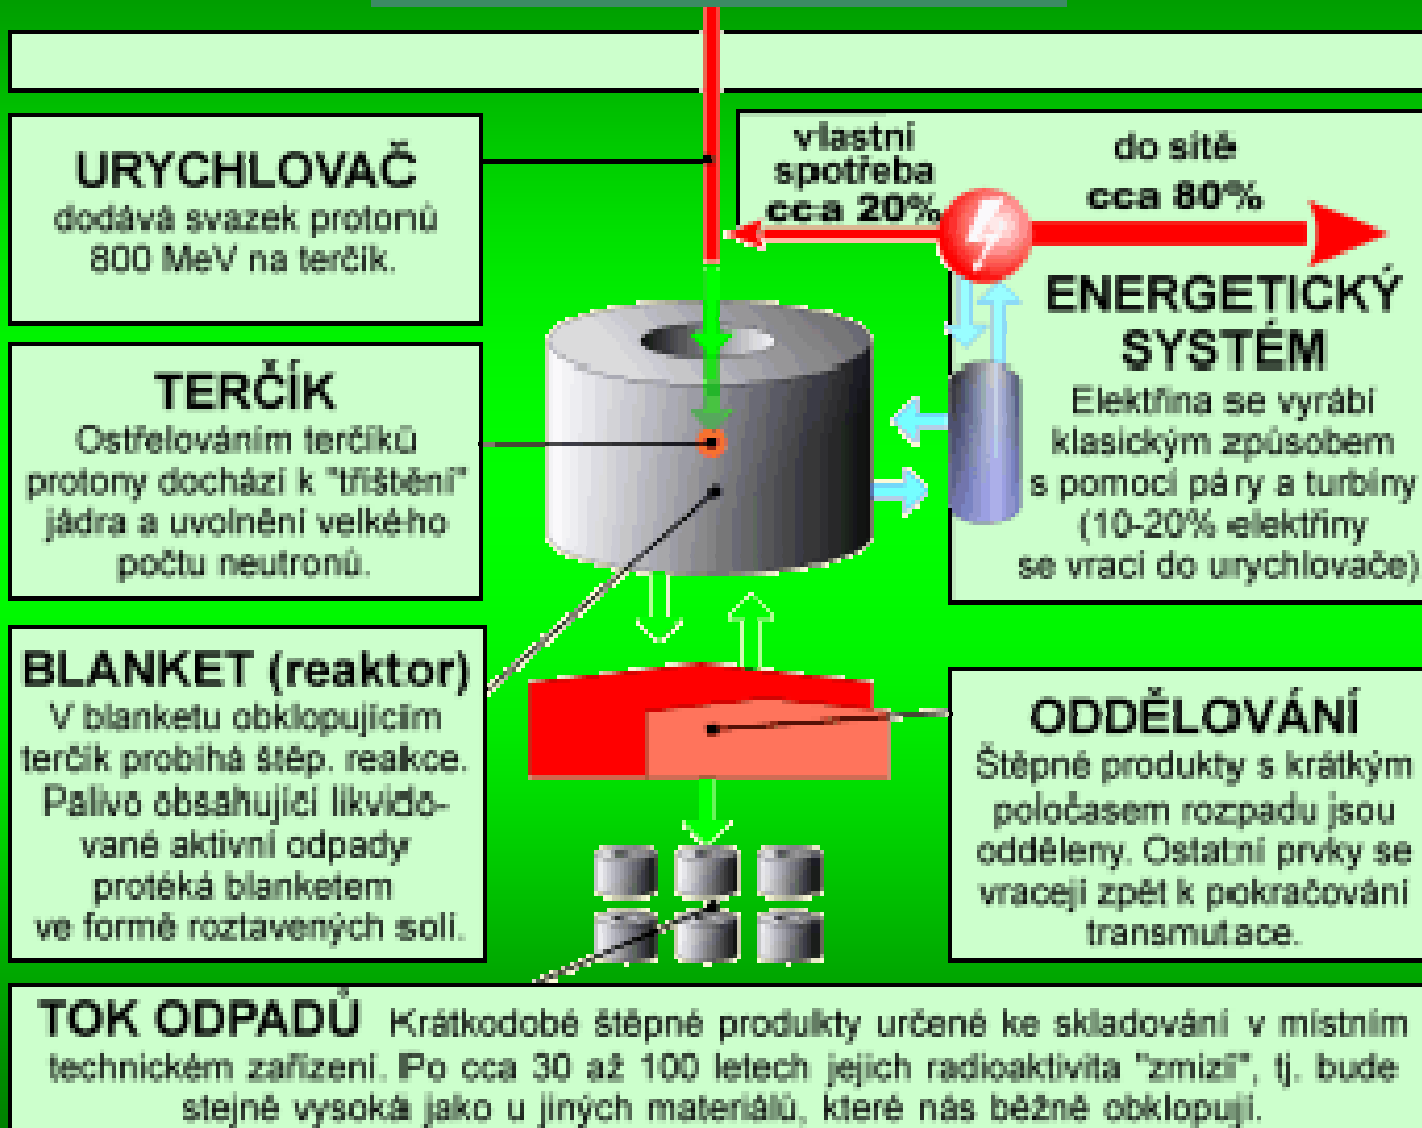 URYCHLOVAČ
dodává svazek protonů
800 MeV na terčík.
vlastní
spotřeba
cca 20%
do sítě
cca 80%
TERČÍK
Ostřelováním terčíků
protony dochází k "tříštění"
jádra a uvolnění velkého
počtu neutronů.
ENERGETICKÝ
SYSTÉM
Elektřina se vyrábí
klasickým způsobem
s pomocí páry a turbíny
(10-20% elektřiny
se vrací do urychlovače)
BLANKET (reaktor)
V blanketu obklopujícím
terčík probíhá štěp. reakce.
Palivo obsahující likvido-
vané aktivní odpady
protéká blanketem
ve formě roztavených solí.
ODDĚLOVÁNÍ
Štěpné produkty s krátkým
poločasem rozpadu jsou
odděleny. Ostatní prvky se
vracejí zpět k pokračování
transmutace.
TOK ODPADŮ Krátkodobé štěpné produkty určené ke skladování v místním
technickém zařízení. Po cca 30 až 100 letech jejich radioaktivita "zmizí", tj. bude
stejně vysoká jako u jiných materiálů, které nás běžně obklopují.